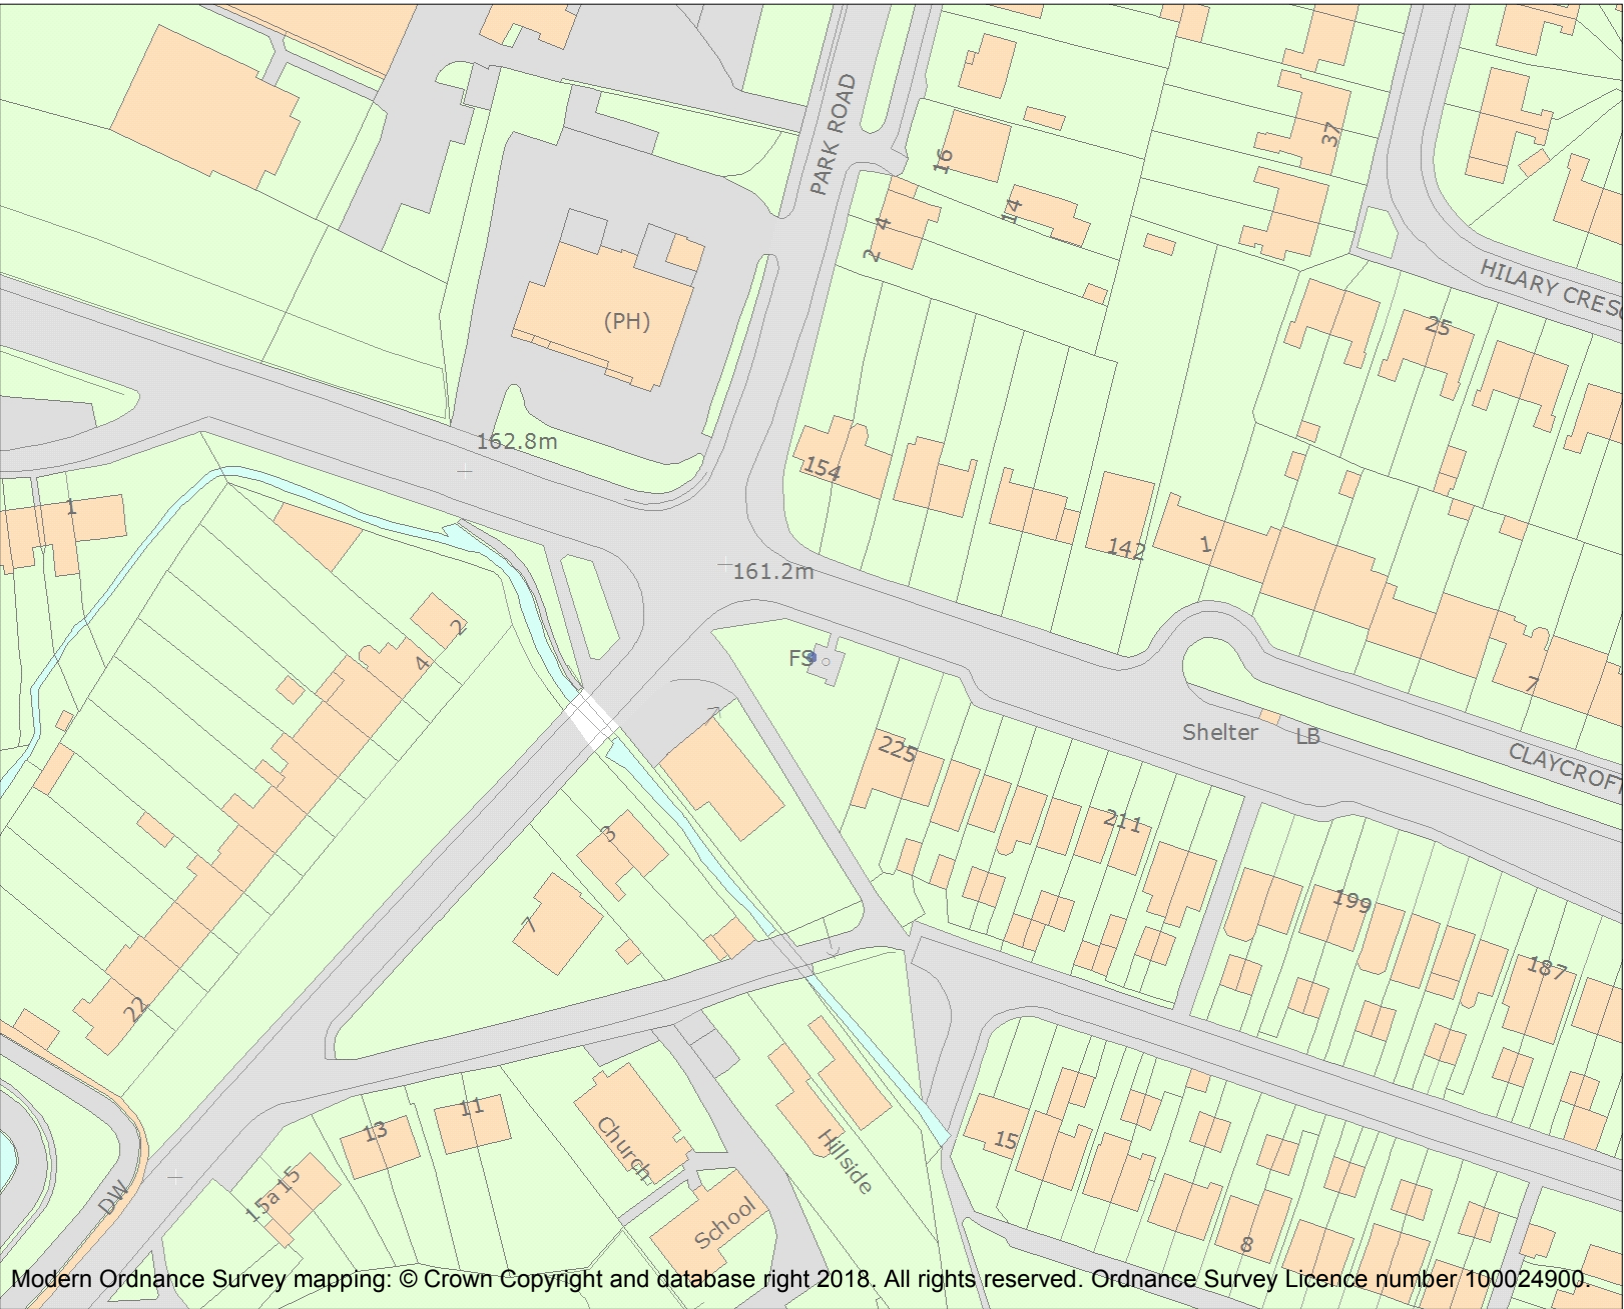 PARK ROAD
37
16
14
4
2
HILARY CRESC
25
(PH)
162.8m
154
1
142
1
161.2m
2
4
FS
7
7
Shelter
LB
CLAYCROFT
225
211
3
199
7
187
22
11
13
Church
15
Hillside
15a
15
DW
School
8
Modern Ordnance Survey mapping: © Crown Copyright and database right 2018. All rights reserved. Ordnance Survey Licence number 100024900.